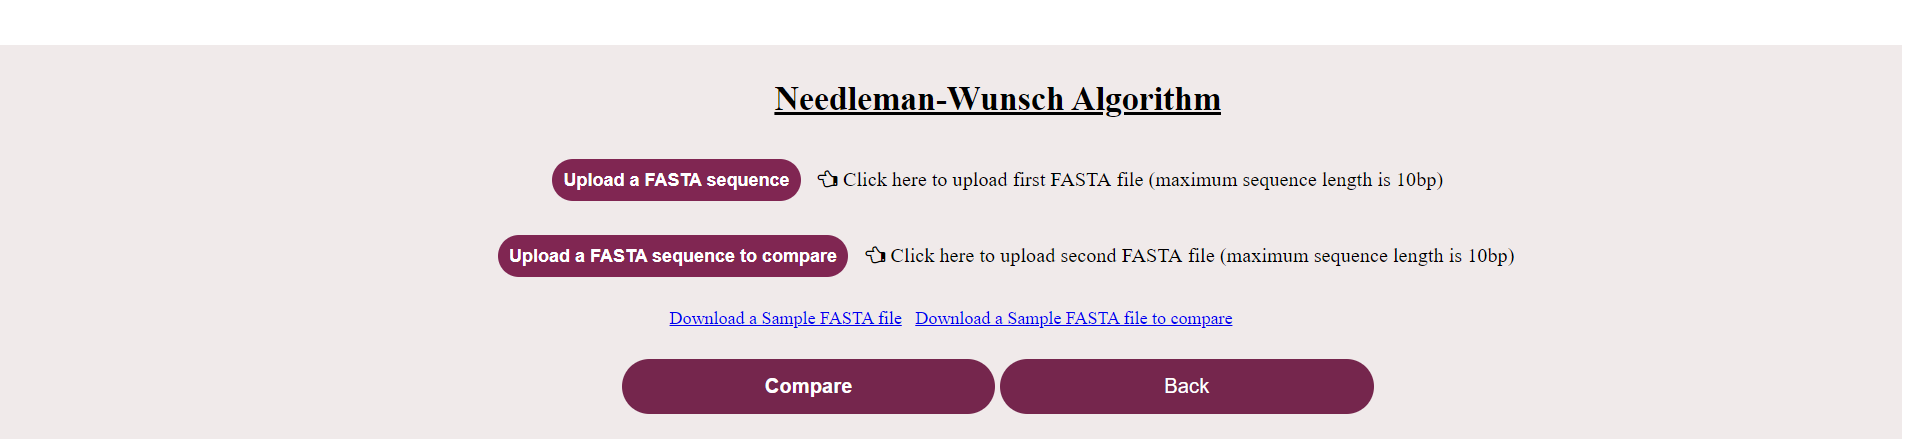 Needleman-Wunsch Algorithm
Upload a FASTA sequence Click here to upload first FASTA file (maximum sequence length is 10bp)
Upload a FASTA sequence to compare Click here to upload second FASTA file (maximum sequence length is 10bp)
Download a Sample FASTA file Download a Sample FASTA file to compare
Compare Back